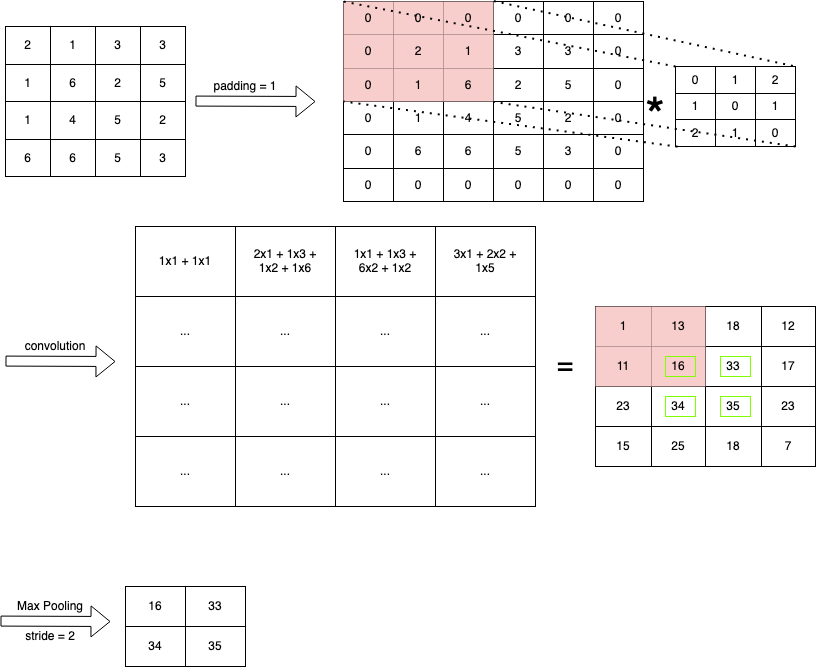 2 1 3 3
1 6 2 5
1 4 5 2
6 6 5 3
padding = 1
0 0 0 0 0 0
0 2 1 3 3 0
0 1 6 2 5 0
0 1 4 5 2 0
0 6 6 5 3 0
0 0 0 0 0 0
*
0 1 2
1 0 1
2 1 0
convolution
1x1 + 1x1
2x1 + 1x3 +
1x2 + 1x6
1x1 + 1x3 +
6x2 + 1x2
3x1 + 2x2 +
1x5
... ... ... ...
... ... ... ...
... ... ... ...
=
1 13 18 12
11 16 33 17
23 34 35 23
15 25 18 7
Max Pooling
stride = 2
16 33
34 35